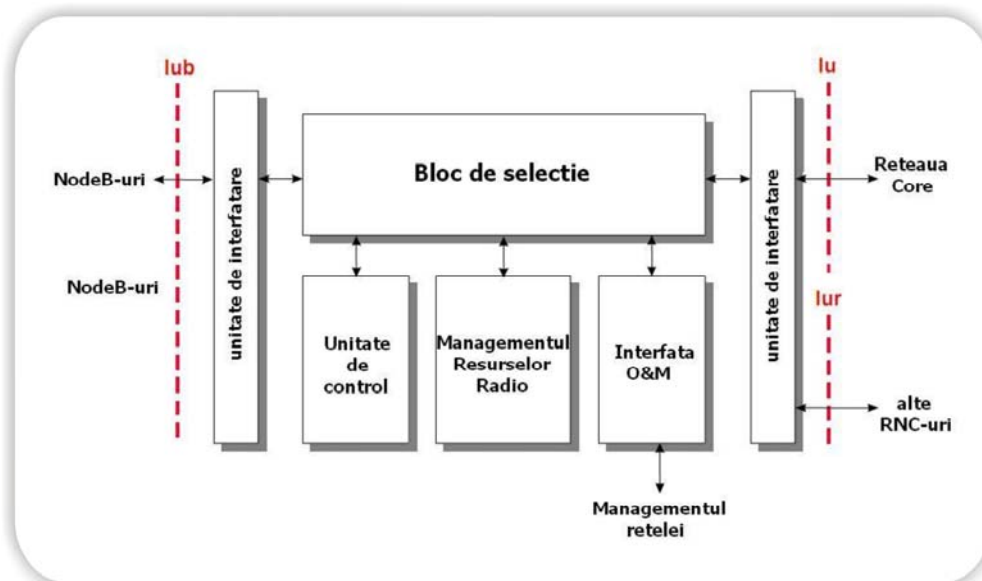 Iub
Iu
NodeB-uri
NodeB-uri
unitate de interfatare
Bloc de selectie
unitate de interfatare
Reteaua
Core
Iur
alte
RNC-uri
Unitate
de
control
Managementul
Resurselor
Radio
Interfata
O&M
Managementul
retelei